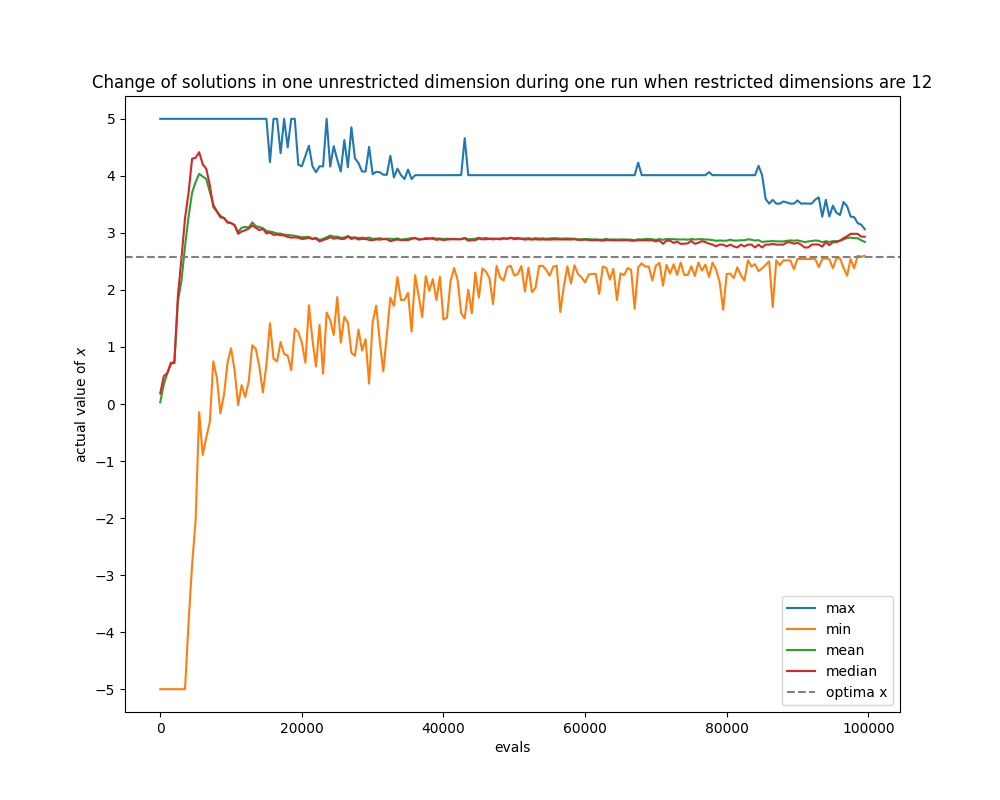 Change of solutions in one unrestricted dimension during one run when restricted dimensions are 12
actual value of x
5
4
3
2
1
0
−1
−2
−3
−4
−5
0
20000
40000
60000
80000
100000
evals
max
min
mean
median
optima x